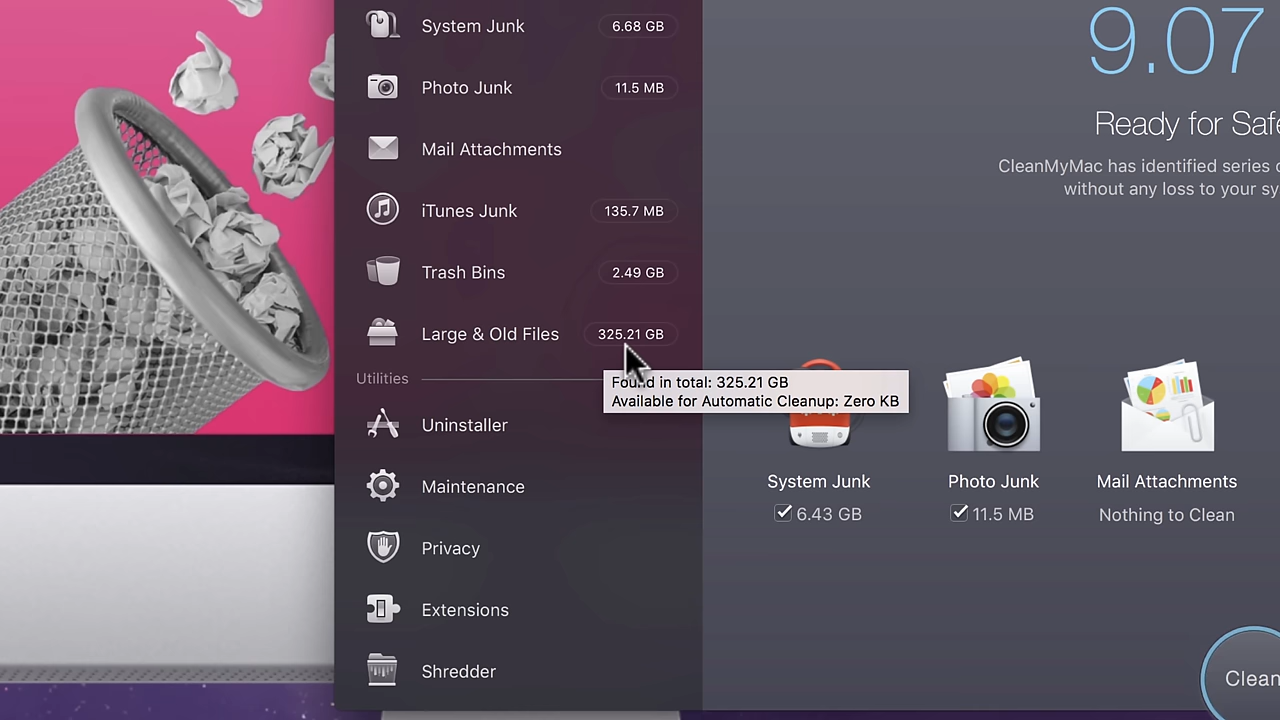 System Junk 6.68 GB
Photo Junk 11.5 MB
Mail Attachments
iTunes Junk 135.7 MB
Trash Bins 2.49 GB
Large & Old Files 325.21 GB
Utilities
Uninstaller
Maintenance
Privacy
Extensions
Shredder
Found in total: 325.21 GB
Available for Automatic Cleanup: Zero KB
9.07
Ready for Safe
CleanMyMac has identified series
without any loss to your sy
System Junk
6.43 GB
Photo Junk
11.5 MB
Mail Attachments
Nothing to Clean
Clean